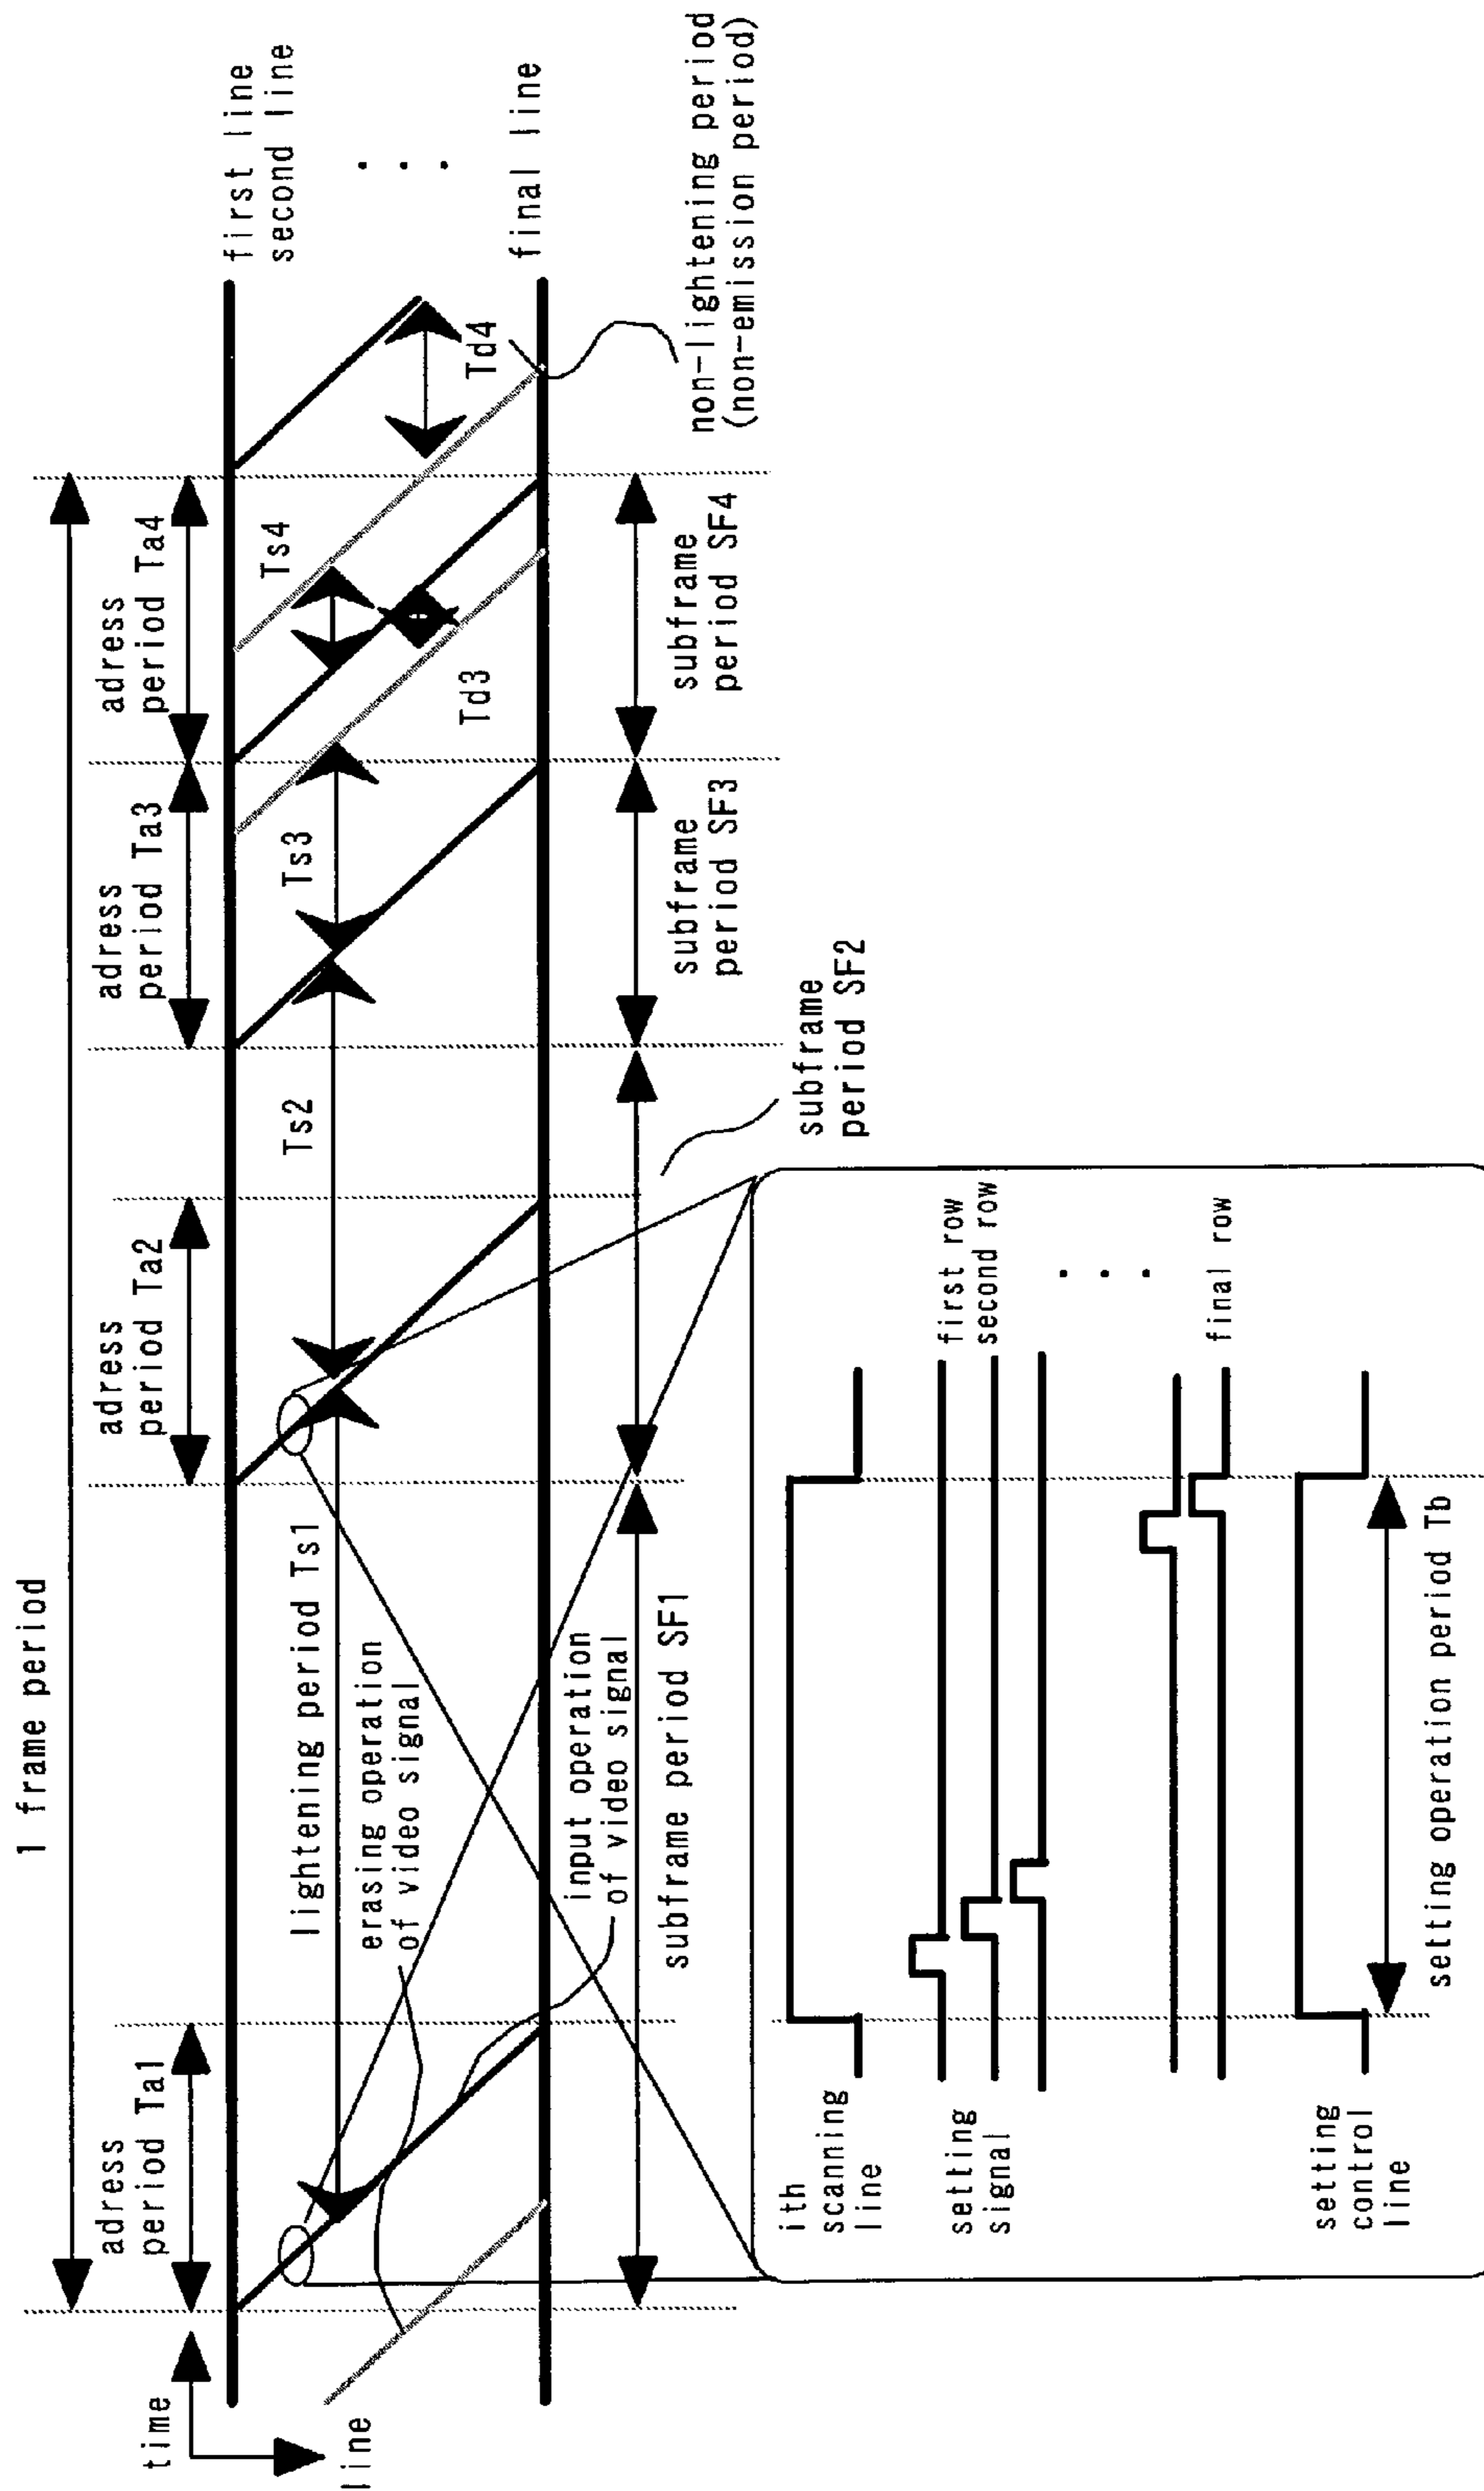 1 frame period
time
line
adress
period Ta1
adress
period Ta2
adress
period Ta3
adress
period Ta4
first line
second line
final line
lightening period Ts1
Ts2
Ts3
Ts4
erasing operation
of video signal
input operation
of video signal
Td3
Td4
non-lightening period
(non-emission period)
subframe period SF1
subframe
period SF2
subframe
period SF3
subframe
period SF4
ith
scanning
line
setting
signal
first row
second row
final row
setting
control
line
setting operation period Tb